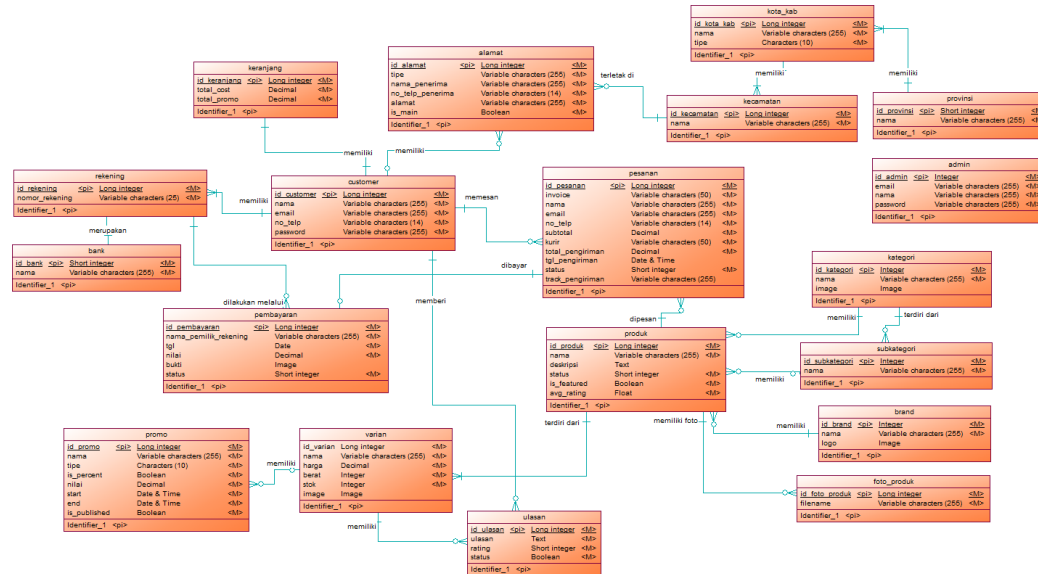 kota_kab
id_kota_kab <pi> Long integer <M>
nama Variable characters (255) <M>
tipe Characters (10) <M>
Identifier_1 <pi>
alamat
id_alamat <pi> Long integer <M>
tipe Variable characters (255) <M>
nama_penerima Variable characters (255) <M>
no_telp_penerima Variable characters (14) <M>
alamat Variable characters (255) <M>
is_main Boolean <M>
Identifier_1 <pi>
keranjang
id_keranjang <pi> Long integer <M>
total_cost Decimal <M>
total_promo Decimal <M>
Identifier_1 <pi>
terletak di
memiliki
memiliki
kecamatan
id_kecamatan <pi> Long integer <M>
nama Variable characters (255) <M>
Identifier_1 <pi>
provinsi
id_provinsi <pi> Short integer <M>
nama Variable characters (255) <M>
Identifier_1 <pi>
memiliki
memiliki
rekening
id_rekening <pi> Long integer <M>
nomor_rekening Variable characters (25) <M>
Identifier_1 <pi>
memiliki
customer
id_customer <pi> Long integer <M>
nama Variable characters (255) <M>
email Variable characters (255) <M>
no_telp Variable characters (14) <M>
password Variable characters (255) <M>
Identifier_1 <pi>
memesan
pesanan
id_pesanan <pi> Long integer <M>
invoice Variable characters (50) <M>
nama Variable characters (255) <M>
email Variable characters (255) <M>
no_telp Variable characters (14) <M>
subtotal Decimal <M>
kurir Variable characters (50) <M>
total_pengiriman Decimal <M>
tgl_pengiriman Date & Time
status Short integer <M>
track_pengiriman Variable characters (255)
Identifier_1 <pi>
admin
id_admin <pi> Integer <M>
email Variable characters (255) <M>
nama Variable characters (255) <M>
password Variable characters (255) <M>
Identifier_1 <pi>
merupakan
bank
id_bank <pi> Short integer <M>
nama Variable characters (255) <M>
Identifier_1 <pi>
dibayar
memberi
dilakukan melalui
kategori
id_kategori <pi> Integer <M>
nama Variable characters (255) <M>
image Image
Identifier_1 <pi>
memiliki
terdiri dari
pembayaran
id_pembayaran <pi> Long integer <M>
nama_pemilik_rekening Variable characters (255) <M>
tgl Date <M>
nilai Decimal <M>
bukti Image <M>
status Short integer <M>
Identifier_1 <pi>
dipesan
produk
id_produk <pi> Long integer <M>
nama Variable characters (255) <M>
deskripsi Text
status Short integer <M>
is_featured Boolean <M>
avg_rating Float <M>
Identifier_1 <pi>
subkategori
id_subkategori <pi> Integer <M>
nama Variable characters (255) <M>
Identifier_1 <pi>
memiliki
terdiri dari
memiliki foto
memiliki
brand
id_brand <pi> Integer <M>
nama Variable characters (255) <M>
logo Image
Identifier_1 <pi>
promo
id_promo <pi> Long integer <M>
nama Variable characters (255) <M>
tipe Characters (10) <M>
is_percent Boolean <M>
nilai Decimal <M>
start Date & Time <M>
end Date & Time <M>
is_published Boolean <M>
Identifier_1 <pi>
memiliki
varian
id_varian Long integer <M>
nama Variable characters (255) <M>
harga Decimal <M>
berat Integer <M>
stok Integer <M>
image Image
Identifier_1 <pi>
foto_produk
id_foto_produk <pi> Long integer <M>
filename Variable characters (255) <M>
Identifier_1 <pi>
memiliki
ulasan
id_ulasan <pi> Long integer <M>
ulasan Text <M>
rating Short integer <M>
status Boolean <M>
Identifier_1 <pi>